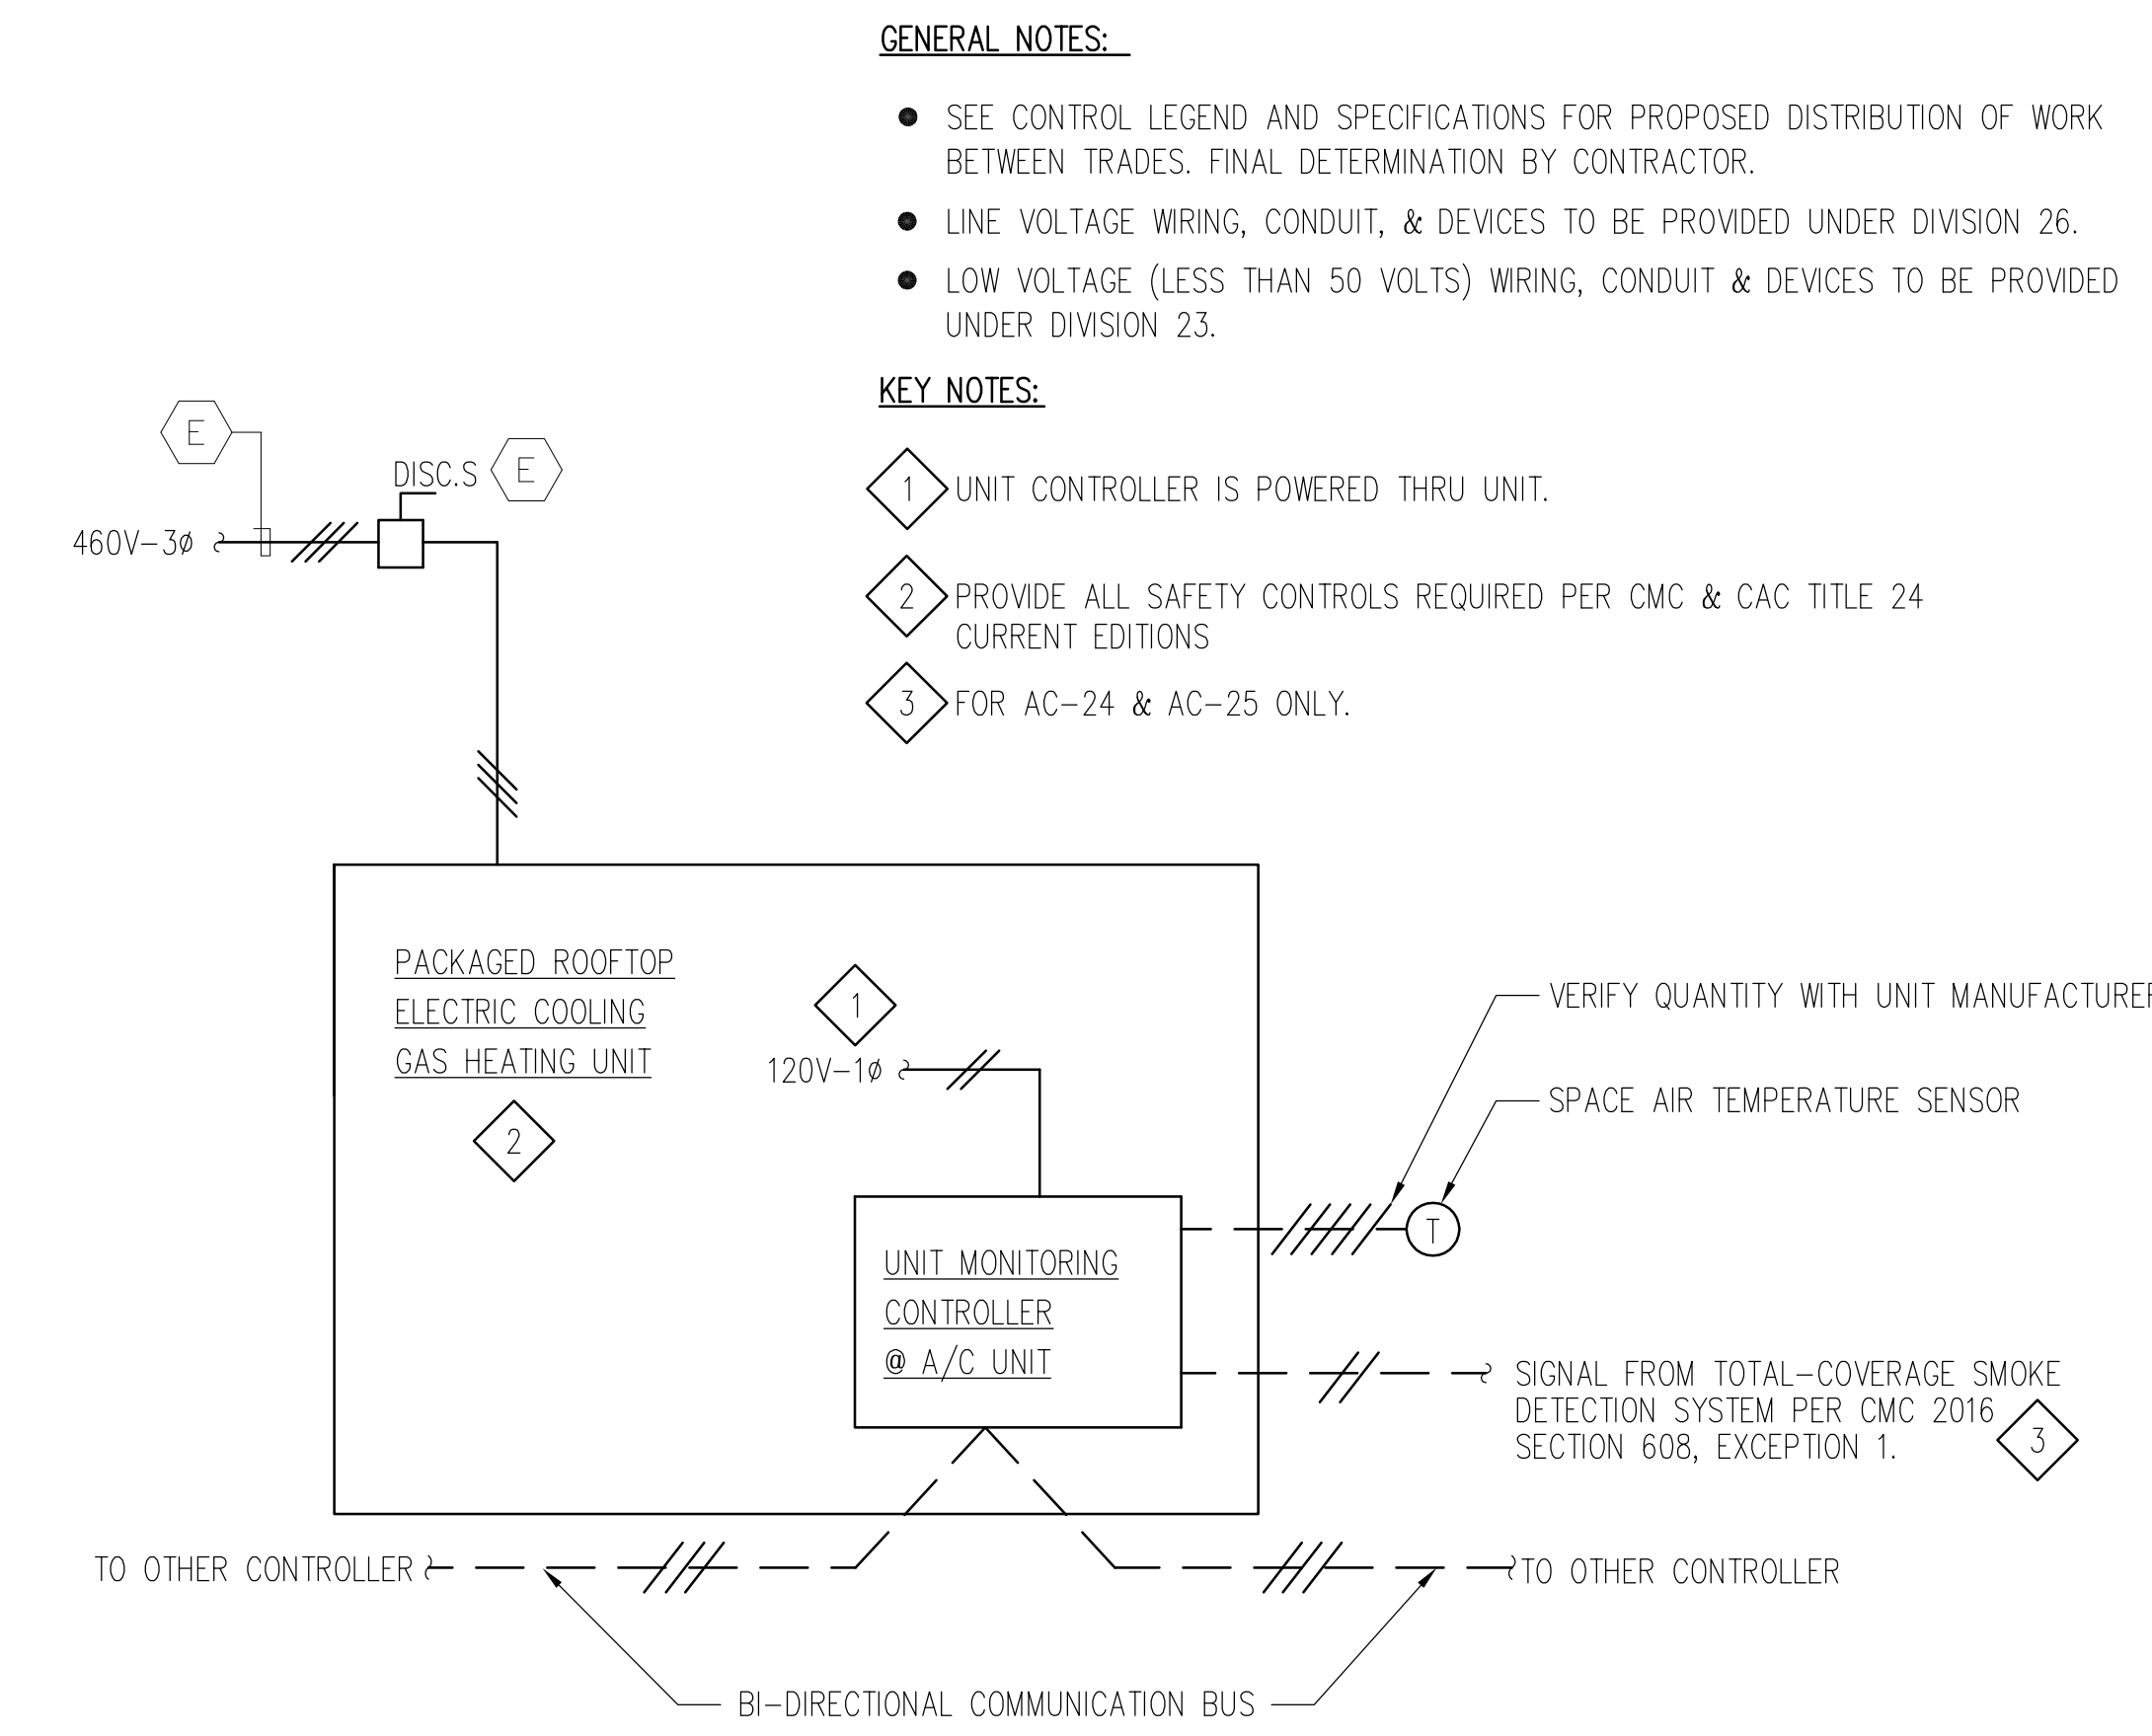 GENERAL NOTES:
● SEE CONTROL LEGEND AND SPECIFICATIONS FOR PROPOSED DISTRIBUTION OF WORK
BETWEEN TRADES. FINAL DETERMINATION BY CONTRACTOR.
● LINE VOLTAGE WIRING, CONDUIT, & DEVICES TO BE PROVIDED UNDER DIVISION 26.
● LOW VOLTAGE (LESS THAN 50 VOLTS) WIRING, CONDUIT & DEVICES TO BE PROVIDED
UNDER DIVISION 23.
KEY NOTES:
1 UNIT CONTROLLER IS POWERED THRU UNIT.
2 PROVIDE ALL SAFETY CONTROLS REQUIRED PER CMC & CAC TITLE 24
CURRENT EDITIONS
3 FOR AC-24 & AC-25 ONLY.
E
DISC.S E
460V-3ø
PACKAGED ROOFTOP
ELECTRIC COOLING
GAS HEATING UNIT
2
1
120V-1ø
UNIT MONITORING
CONTROLLER
@ A/C UNIT
VERIFY QUANTITY WITH UNIT MANUFACTURER
SPACE AIR TEMPERATURE SENSOR
T
SIGNAL FROM TOTAL-COVERAGE SMOKE
DETECTION SYSTEM PER CMC 2016
SECTION 608, EXCEPTION 1.
3
TO OTHER CONTROLLER
TO OTHER CONTROLLER
BI-DIRECTIONAL COMMUNICATION BUS